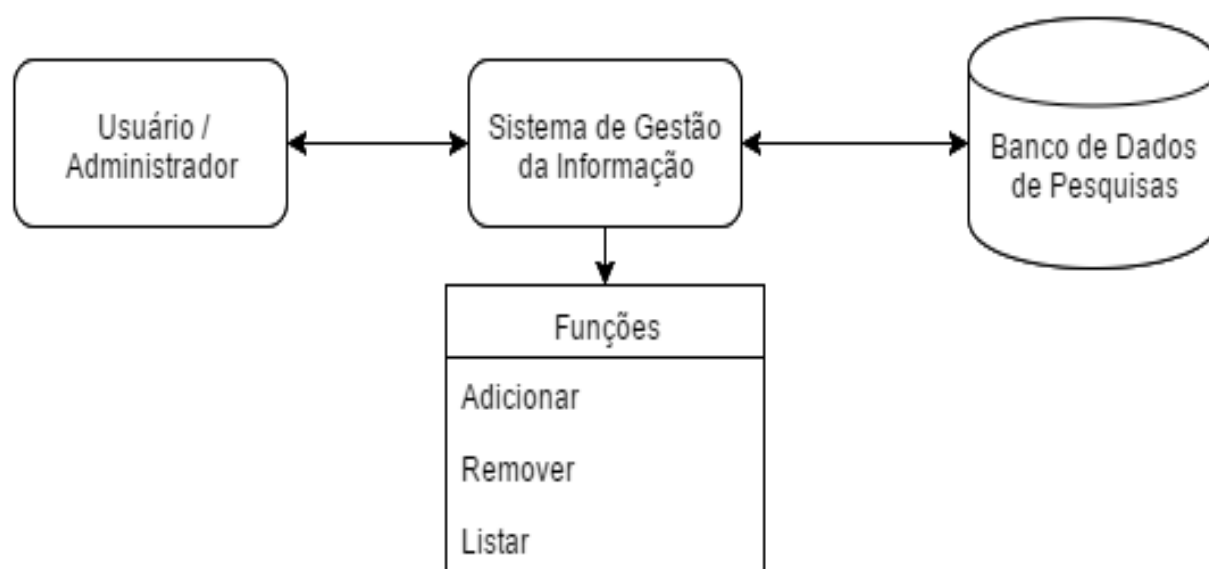 Usuário /
Administrador
Sistema de Gestão
da Informação
Banco de Dados
de Pesquisas
Funções
Adicionar
Remover
Listar